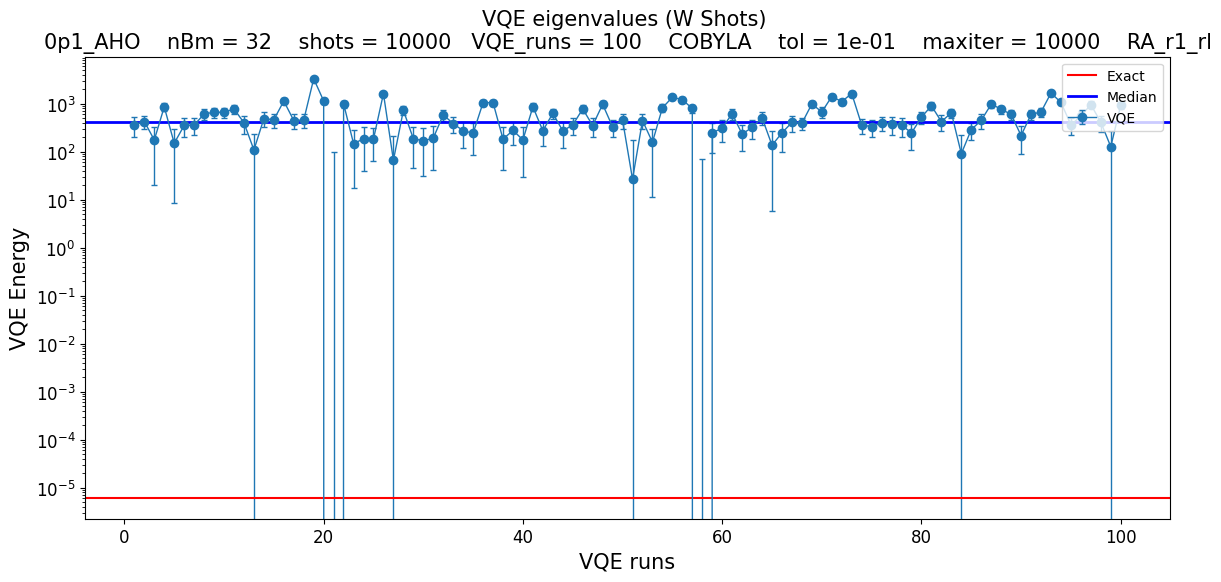 VQE eigenvalues (W Shots)
0p1_AHO nBm = 32 shots = 10000 VQE_runs = 100 COBYLA tol = 1e-01 maxiter = 10000 RA_r1_rl
Exact
Median
VQE
VQE Energy
10³
10²
10¹
10⁰
10⁻¹
10⁻²
10⁻³
10⁻⁴
10⁻⁵
0 20 40 60 80 100
VQE runs